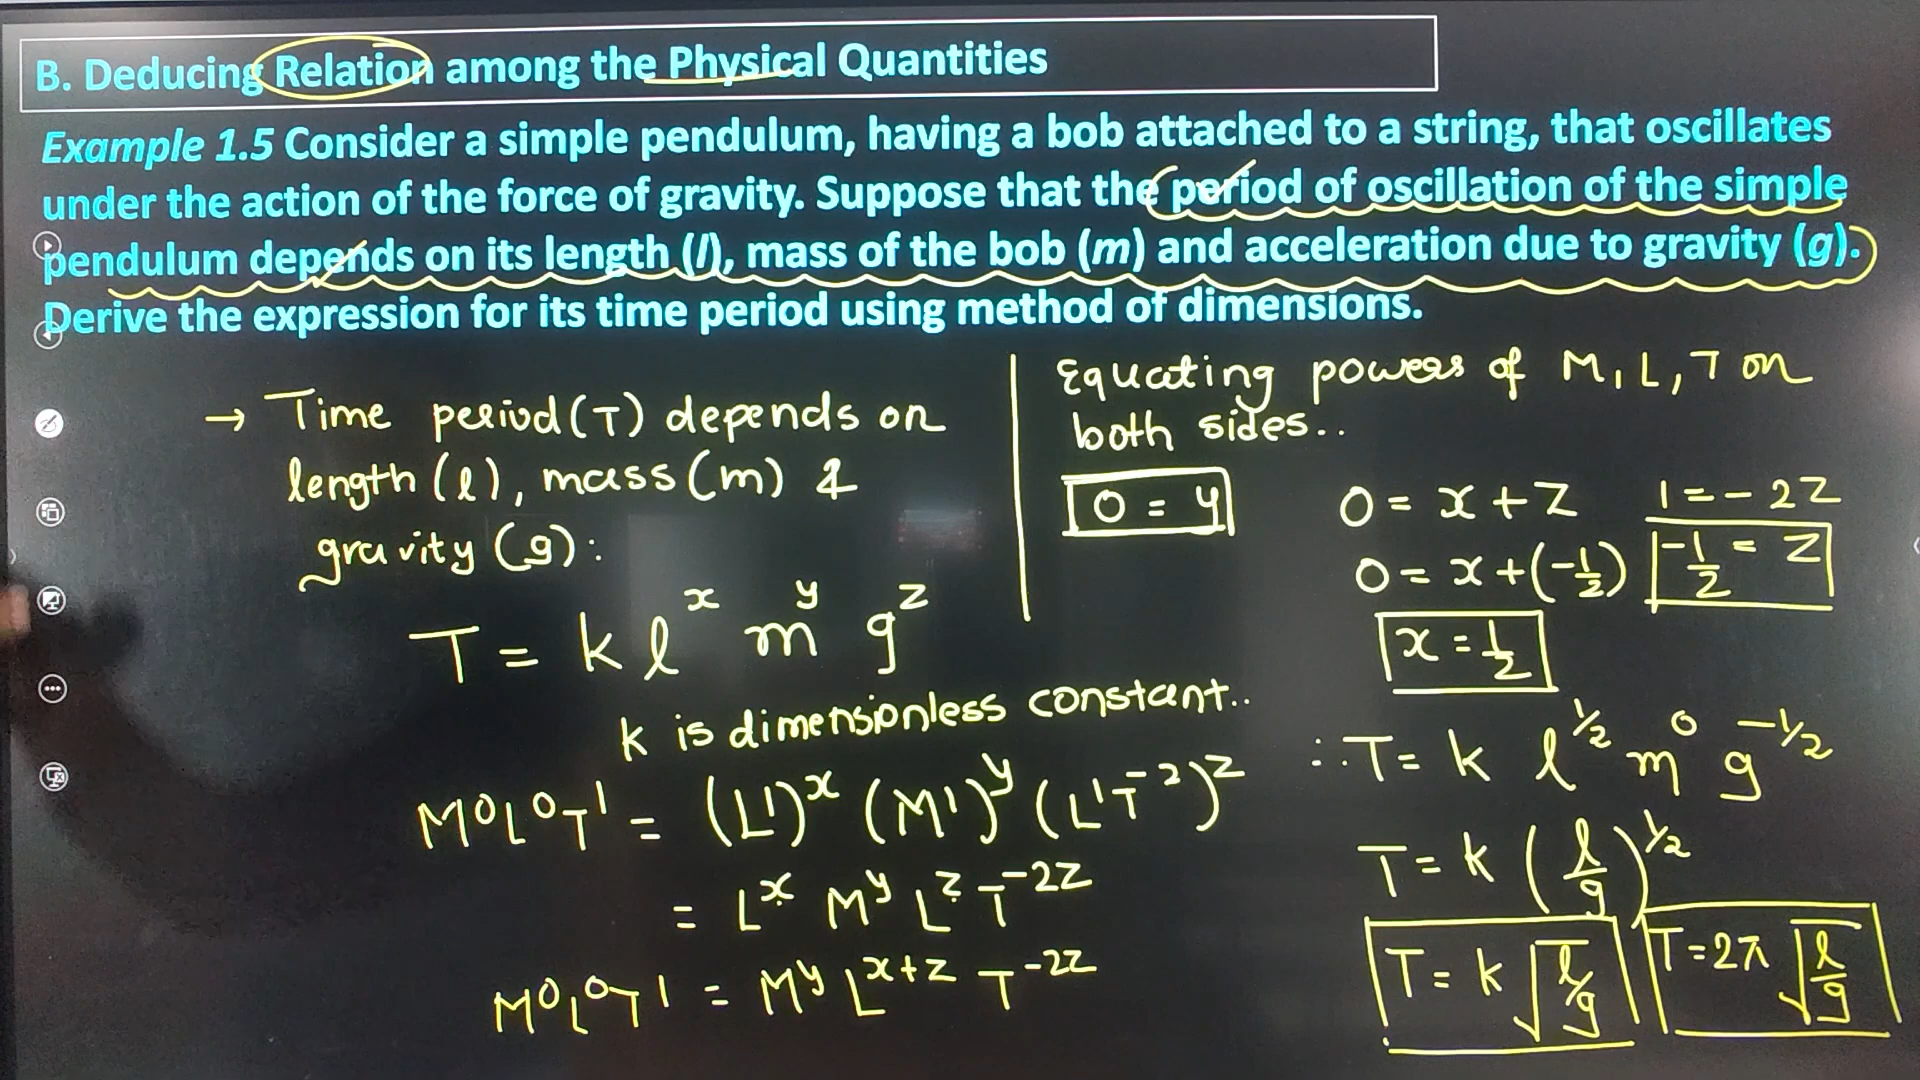 B. Deducing Relation among the Physical Quantities
Example 1.5 Consider a simple pendulum, having a bob attached to a string, that oscillates
under the action of the force of gravity. Suppose that the period of oscillation of the simple
pendulum depends on its length (l), mass of the bob (m) and acceleration due to gravity (g).
Derive the expression for its time period using method of dimensions.
→ Time period (T) depends on
length (l), mass (m) &
gravity (g):
T = k l^x m^y g^z
k is dimensionless constant..
M⁰L⁰T¹ = (L¹)^x (M¹)^y (L¹T⁻²)^z
= L^x M^y L^z T^-2z
M⁰L⁰T¹ = M^y L^x+z T^-2z
Equating powers of M, L, T on
both sides..
0 = y
0 = x + z
0 = x + (-1/2)
x = 1/2
1 = -2z
-1/2 = z
∴ T = k l^1/2 m^0 g^-1/2
T = k (l/g)^1/2
T = k √l/g
T = 2π √l/g